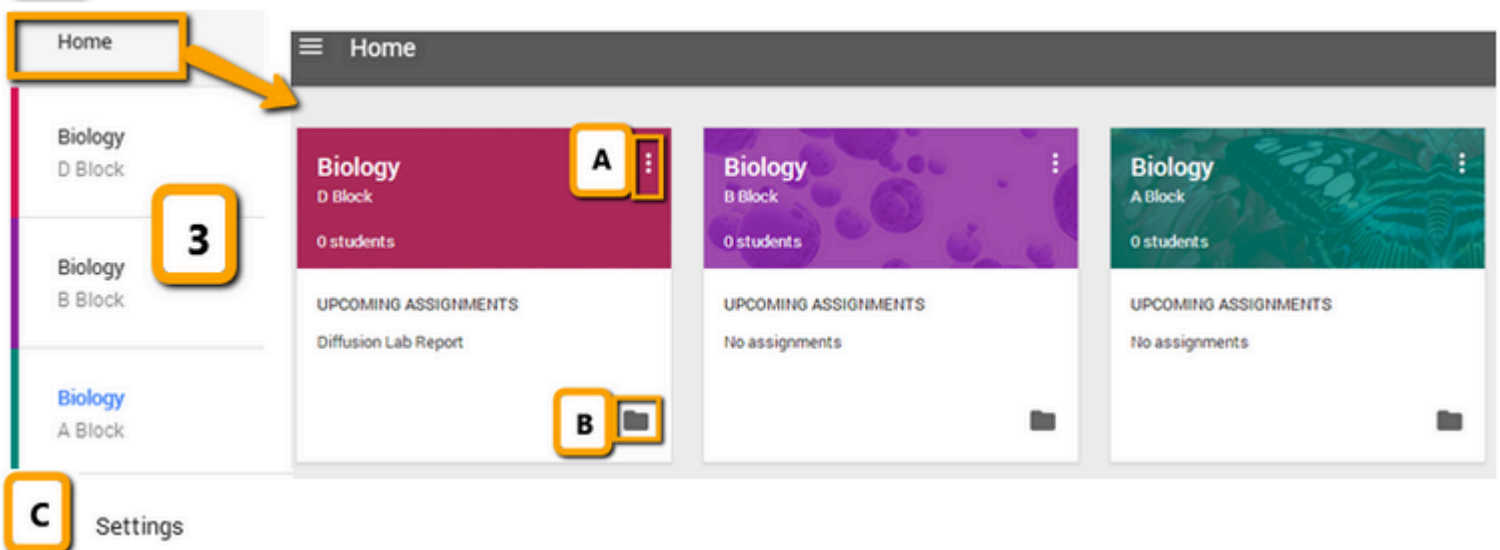 Home
Biology
D Block
3
Biology
B Block
Biology
A Block
C
Settings
Home
Biology
D Block
0 students
A
UPCOMING ASSIGNMENTS
Diffusion Lab Report
B
Biology
B Block
0 students
UPCOMING ASSIGNMENTS
No assignments
Biology
A Block
0 students
UPCOMING ASSIGNMENTS
No assignments